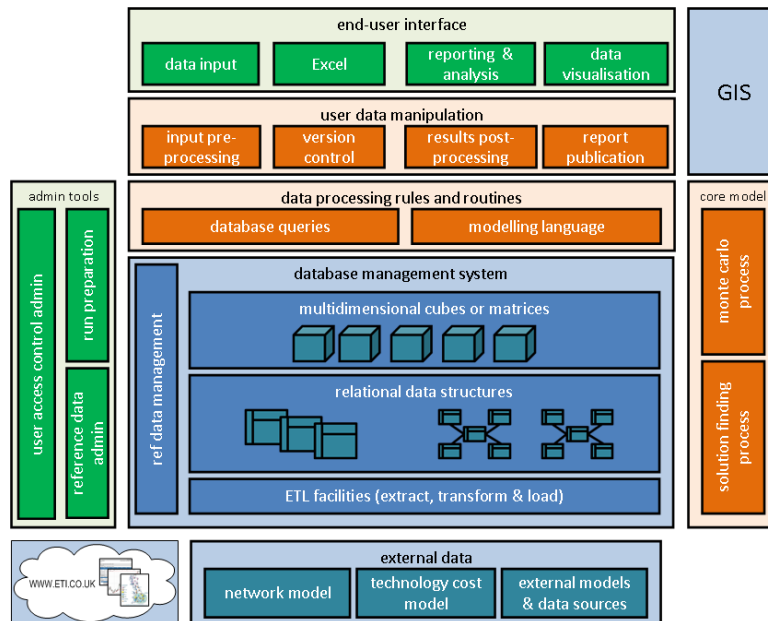 end-user interface
data input
Excel
reporting &
analysis
data
visualisation
GIS
user data manipulation
input pre-
processing
version
control
results post-
processing
report
publication
admin tools
user access control admin
run preparation
reference data
admin
data processing rules and routines
database queries
modelling language
core model
monte carlo
process
solution finding
process
database management system
ref data management
multidimensional cubes or matrices
relational data structures
ETL facilities (extract, transform & load)
WWW.ETI.CO.UK
external data
network model
technology cost
model
external models
& data sources